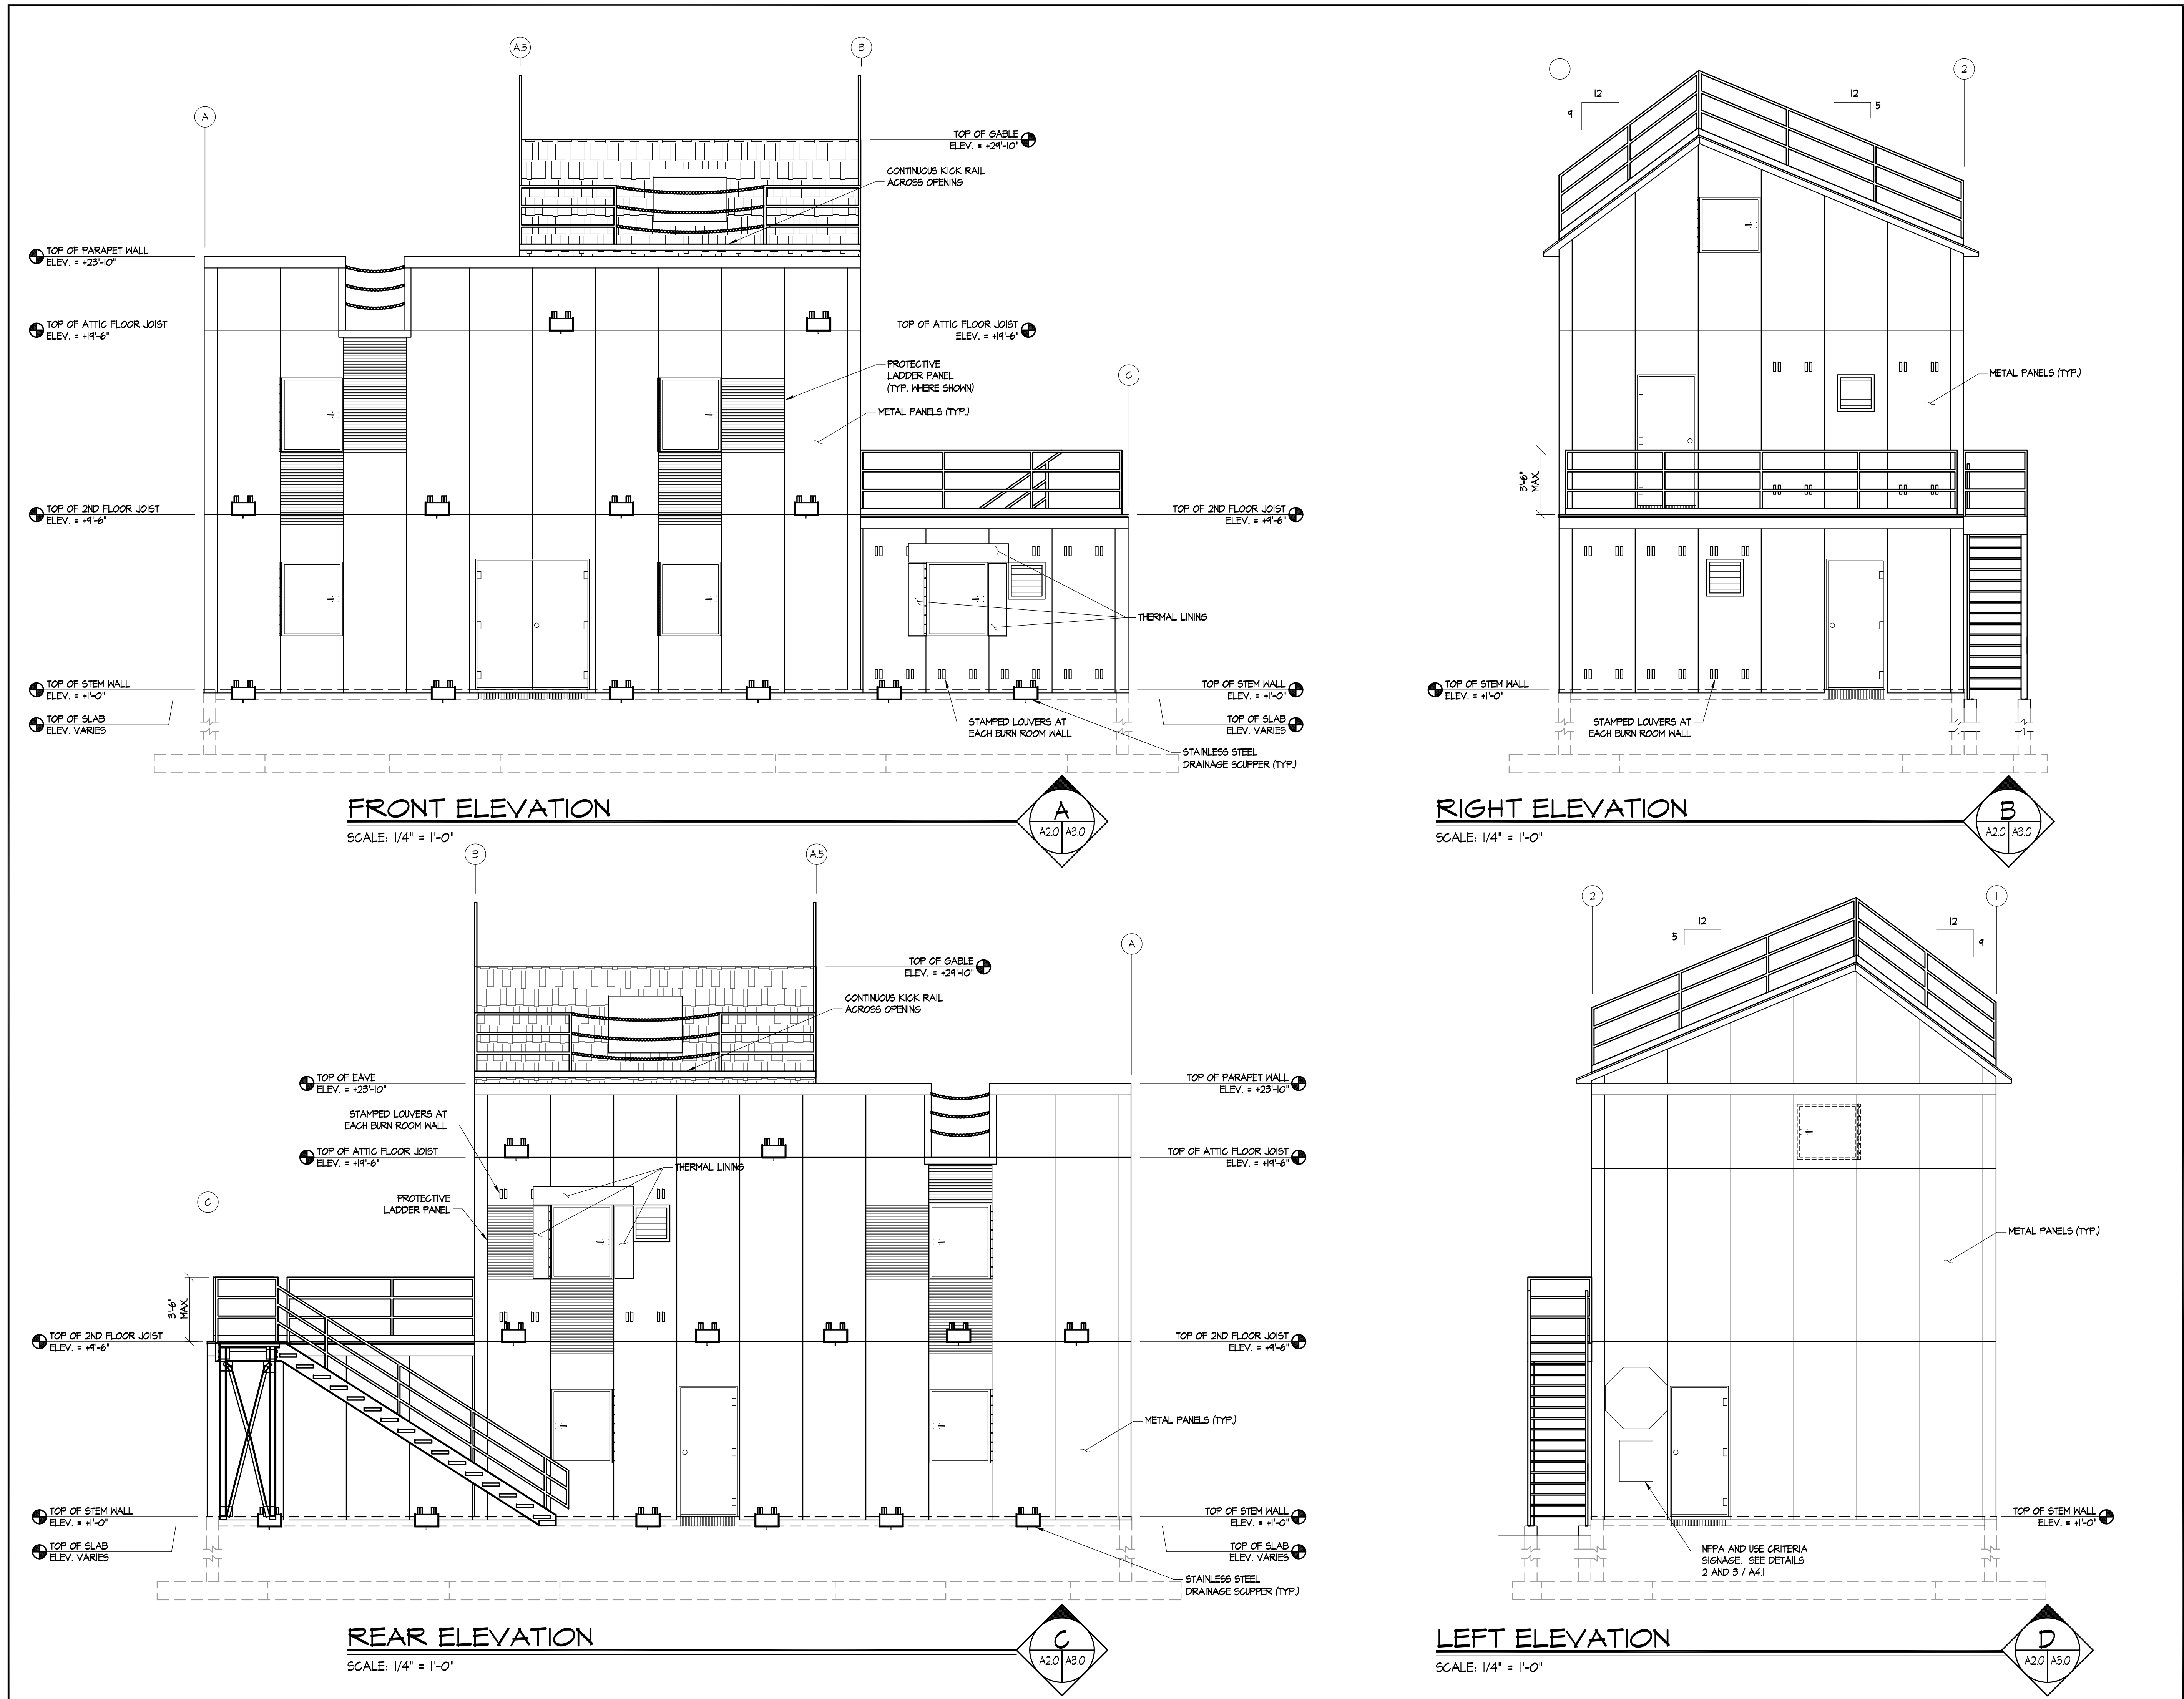 A.5
B
A
TOP OF GABLE
ELEV. = +29'-10"
CONTINUOUS KICK RAIL
ACROSS OPENING
TOP OF PARAPET WALL
ELEV. = +23'-10"
TOP OF ATTIC FLOOR JOIST
ELEV. = +19'-6"
TOP OF ATTIC FLOOR JOIST
ELEV. = +19'-6"
PROTECTIVE
LADDER PANEL
(TYP. WHERE SHOWN)
C
METAL PANELS (TYP.)
TOP OF 2ND FLOOR JOIST
ELEV. = +9'-6"
TOP OF 2ND FLOOR JOIST
ELEV. = +9'-6"
THERMAL LINING
TOP OF STEM WALL
ELEV. = +1'-0"
TOP OF STEM WALL
ELEV. = +1'-0"
TOP OF SLAB
ELEV. VARIES
TOP OF SLAB
ELEV. VARIES
STAMPED LOUVERS AT
EACH BURN ROOM WALL
STAINLESS STEEL
DRAINAGE SCUPPER (TYP.)
FRONT ELEVATION
SCALE: 1/4" = 1'-0"
A
A2.0 A3.0
1
2
12
9
12
5
METAL PANELS (TYP.)
3'-6"
MAX.
TOP OF STEM WALL
ELEV. = +1'-0"
STAMPED LOUVERS AT
EACH BURN ROOM WALL
RIGHT ELEVATION
SCALE: 1/4" = 1'-0"
B
A2.0 A3.0
B
A.5
A
TOP OF GABLE
ELEV. = +29'-10"
CONTINUOUS KICK RAIL
ACROSS OPENING
TOP OF EAVE
ELEV. = +23'-10"
TOP OF PARAPET WALL
ELEV. = +23'-10"
STAMPED LOUVERS AT
EACH BURN ROOM WALL
TOP OF ATTIC FLOOR JOIST
ELEV. = +19'-6"
TOP OF ATTIC FLOOR JOIST
ELEV. = +19'-6"
THERMAL LINING
C
PROTECTIVE
LADDER PANEL
3'-6"
MAX.
TOP OF 2ND FLOOR JOIST
ELEV. = +9'-6"
TOP OF 2ND FLOOR JOIST
ELEV. = +9'-6"
METAL PANELS (TYP.)
TOP OF STEM WALL
ELEV. = +1'-0"
TOP OF STEM WALL
ELEV. = +1'-0"
TOP OF SLAB
ELEV. VARIES
TOP OF SLAB
ELEV. VARIES
STAINLESS STEEL
DRAINAGE SCUPPER (TYP.)
REAR ELEVATION
SCALE: 1/4" = 1'-0"
C
A2.0 A3.0
2
1
12
5
12
9
METAL PANELS (TYP.)
TOP OF STEM WALL
ELEV. = +1'-0"
NFPA AND USE CRITERIA
SIGNAGE. SEE DETAILS
2 AND 3 / A4.1
LEFT ELEVATION
SCALE: 1/4" = 1'-0"
D
A2.0 A3.0